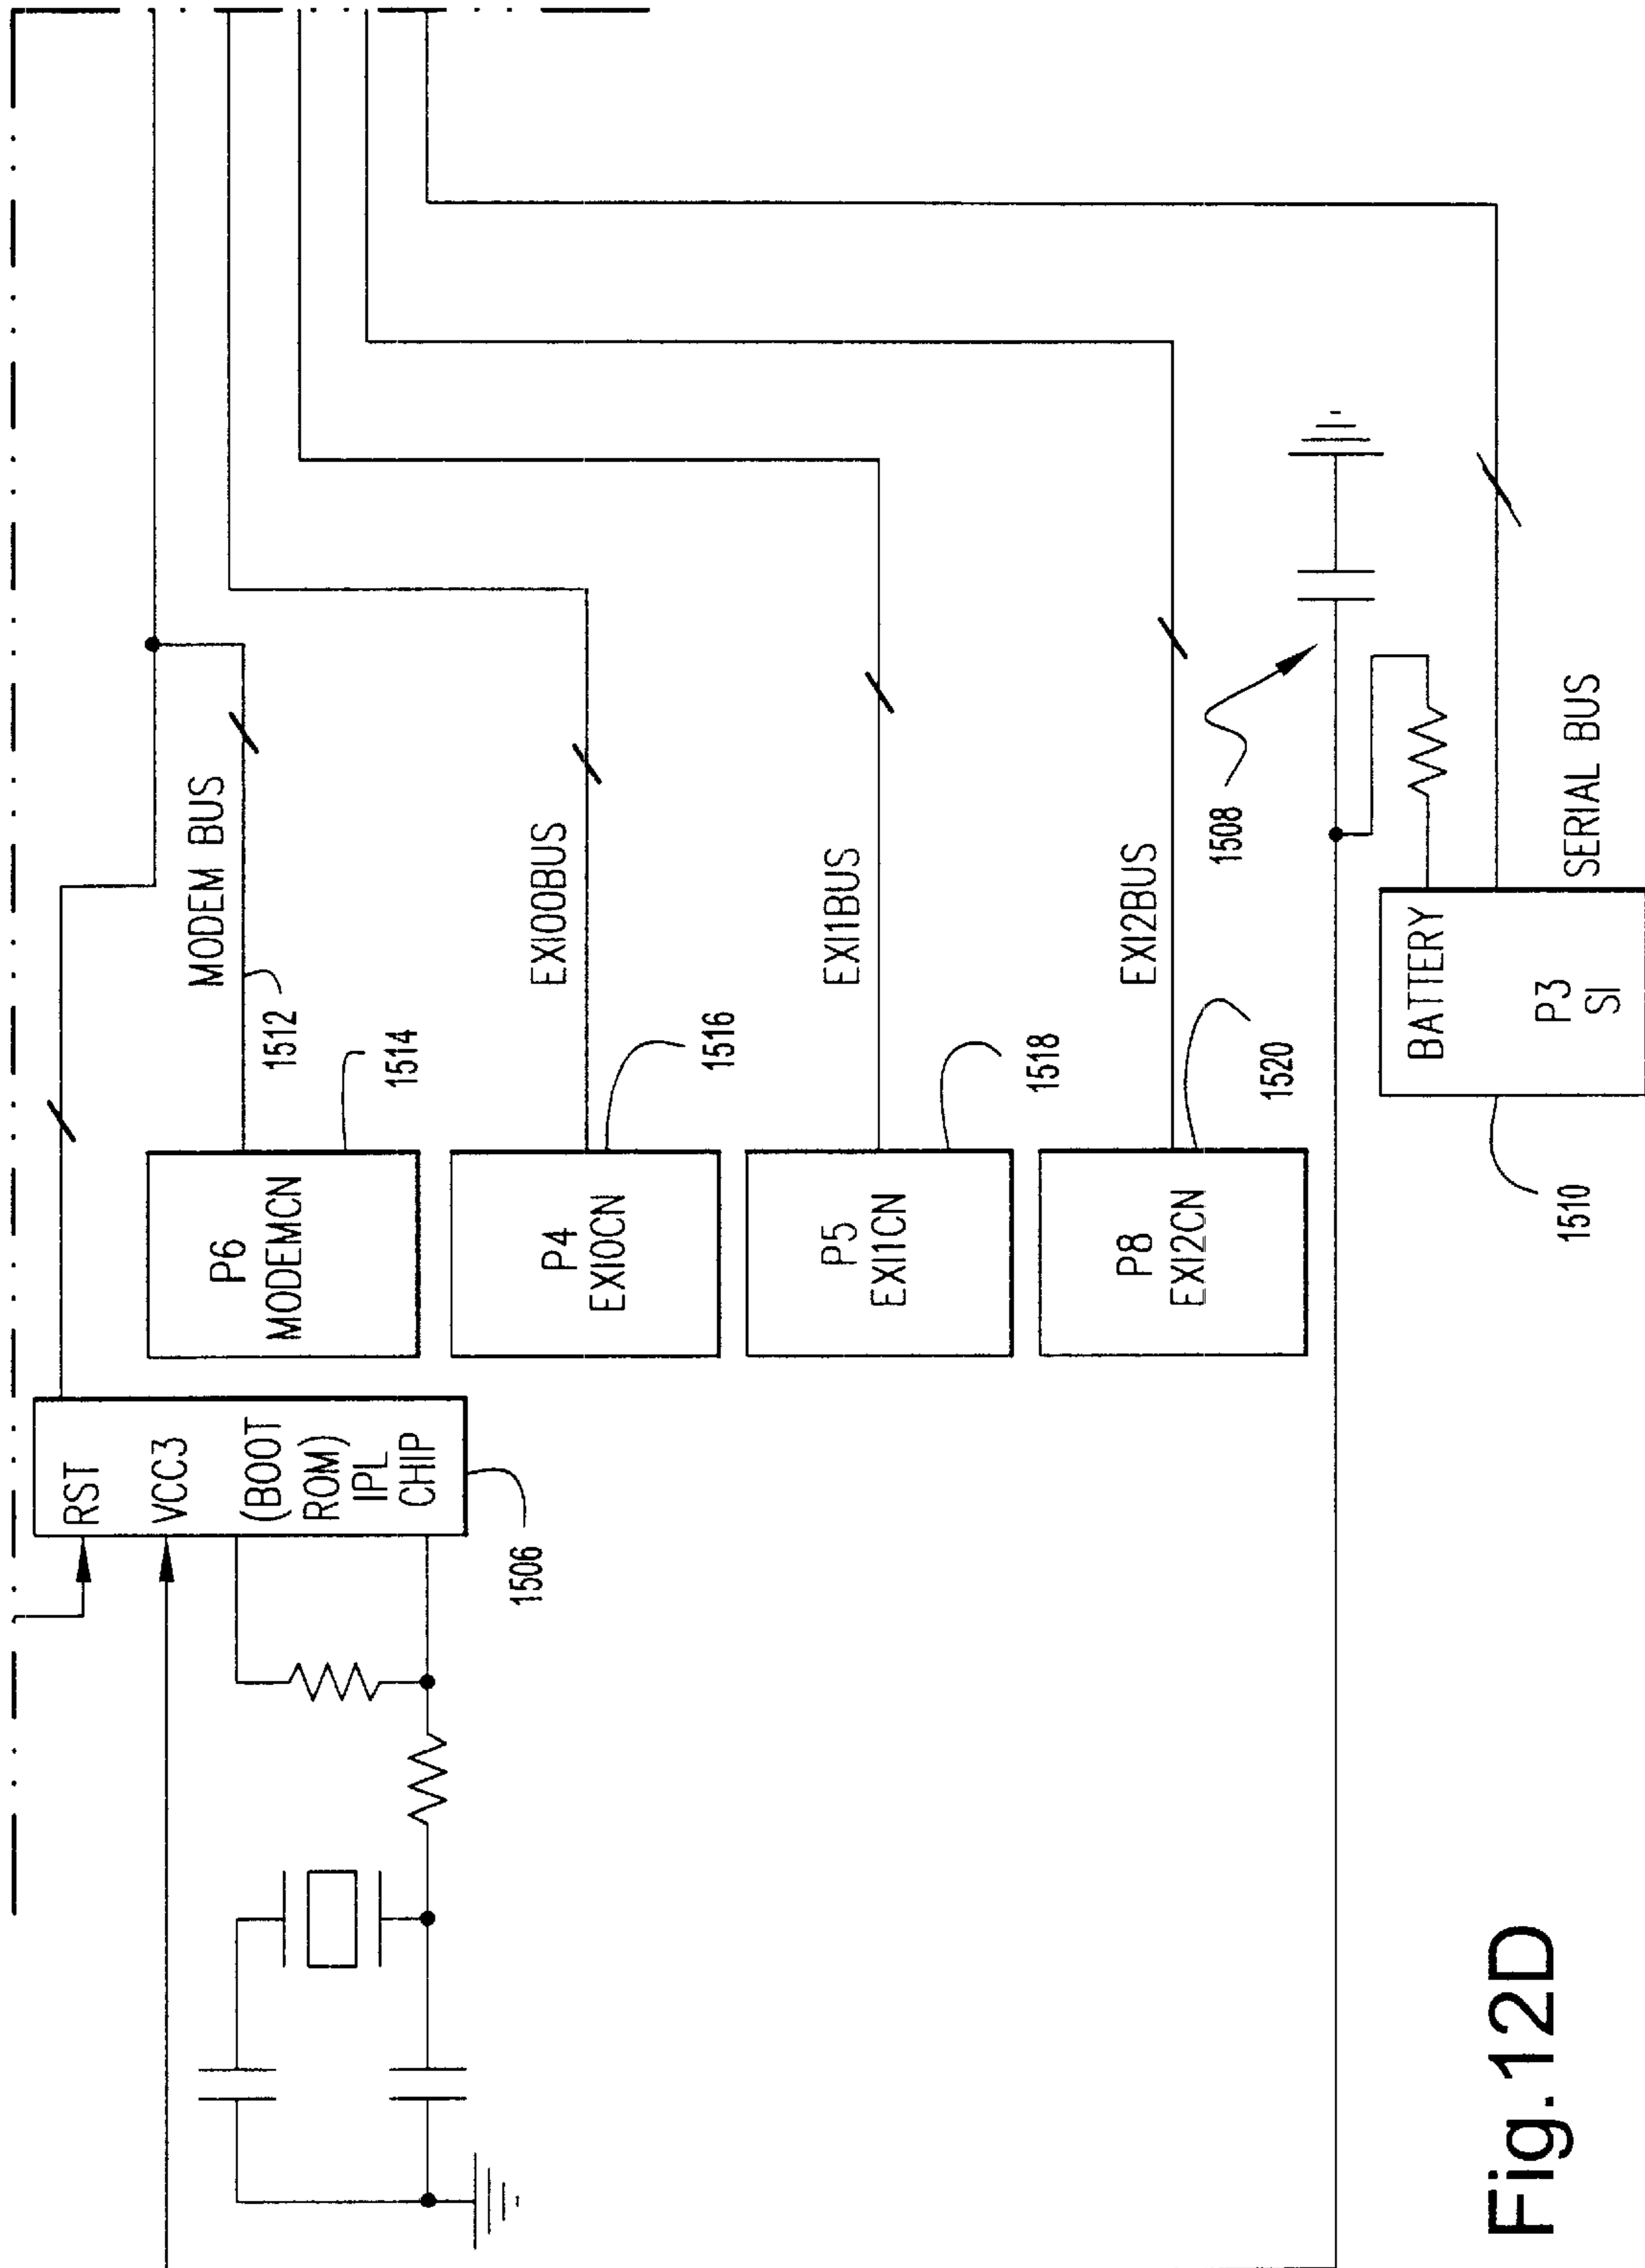 RST
VCC3
(BOOT
ROM)
IPL
CHIP
1506
P6
MODEMCN
1514
MODEM BUS
1512
P4
EXI0CN
1516
EXI00BUS
P5
EXI1CN
1518
EXI1BUS
P8
EXI2CN
1520
EXI2BUS
1508
BATTERY
P3
SI
1510
SERIAL BUS
Fig.12D